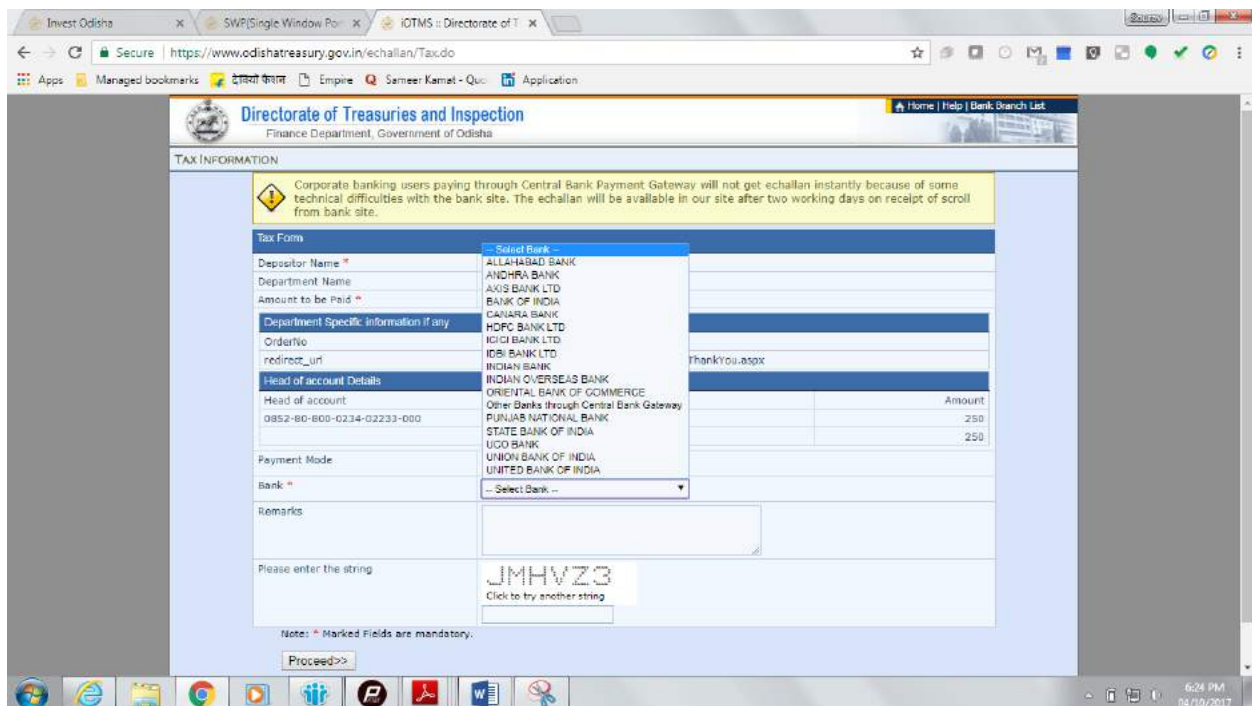 Invest Odisha
SWP(Single Window Por
iOTMS :: Directorate of T
Secure https://www.odishatreasury.gov.in/echallan/Tax.do
Apps Managed bookmarks देवियों फैशन Empire Sameer Kamat - Quo Application
Directorate of Treasuries and Inspection
Finance Department, Government of Odisha
Home | Help | Bank Branch List
TAX INFORMATION
Corporate banking users paying through Central Bank Payment Gateway will not get echallan instantly because of some
technical difficulties with the bank site. The echallan will be available in our site after two working days on receipt of scroll
from bank site.
Tax Form
Depositor Name *
Department Name
Amount to be Paid *
Department Specific information if any
OrderNo
redirect_url
ThankYou.aspx
Head of account Details
Head of account
Amount
0852-80-800-0234-02233-000
250
250
-- Select Bank --
ALLAHABAD BANK
ANDHRA BANK
AXIS BANK LTD
BANK OF INDIA
CANARA BANK
HDFC BANK LTD
ICICI BANK LTD
IDBI BANK LTD
INDIAN BANK
INDIAN OVERSEAS BANK
ORIENTAL BANK OF COMMERCE
Other Banks through Central Bank Gateway
PUNJAB NATIONAL BANK
STATE BANK OF INDIA
UCO BANK
UNION BANK OF INDIA
UNITED BANK OF INDIA
Payment Mode
Bank *
-- Select Bank --
Remarks
Please enter the string
JMHVZ3
Click to try another string
Note: * Marked Fields are mandatory.
Proceed>>
6:24 PM
04/10/2017